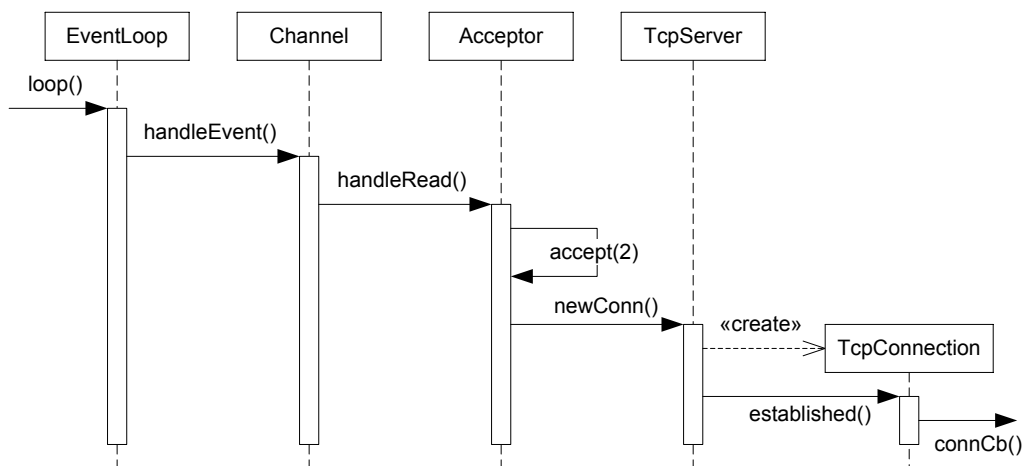 EventLoop
Channel
Acceptor
TcpServer
loop()
handleEvent()
handleRead()
accept(2)
newConn()
«create»
TcpConnection
established()
connCb()